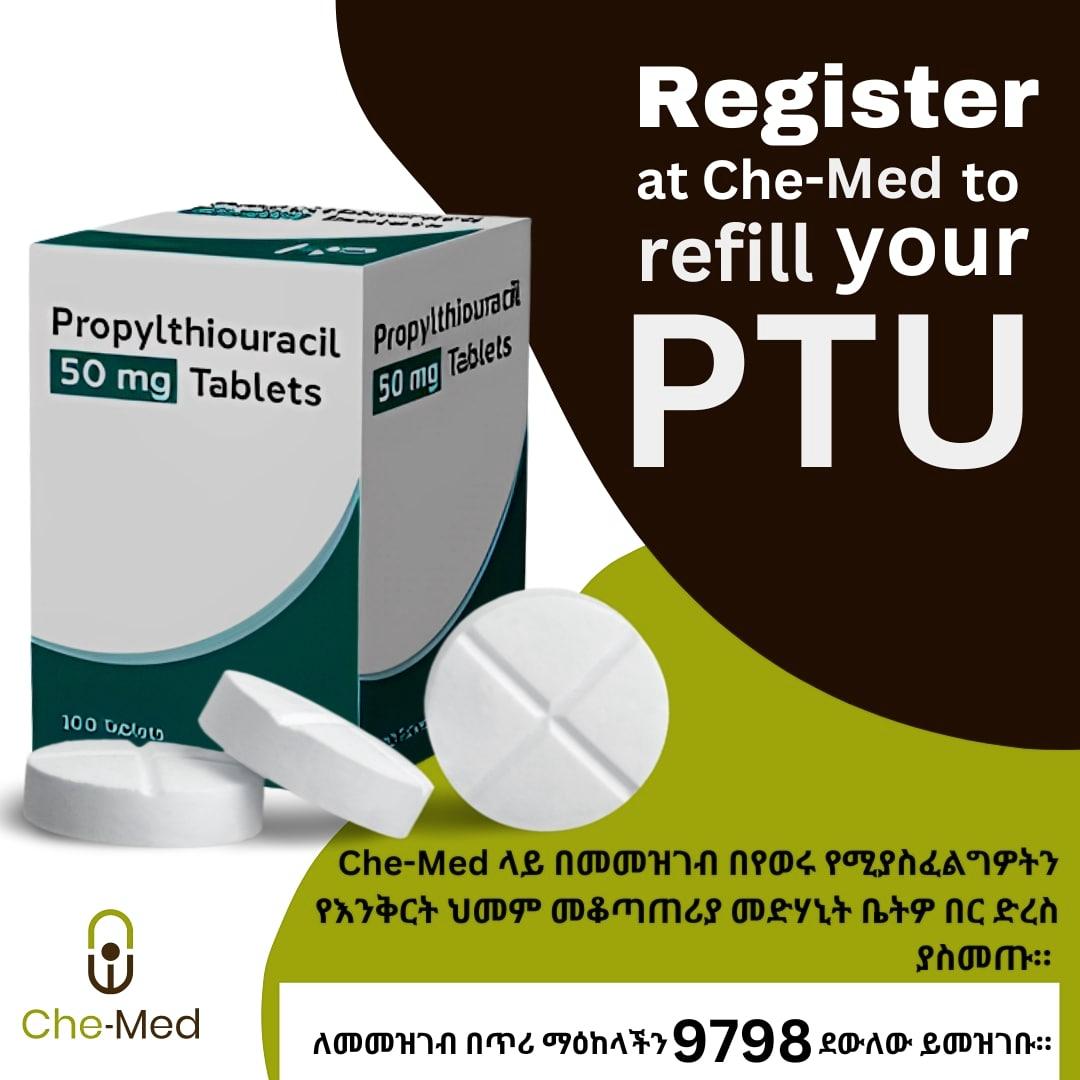 Register
at Che-Med to
refill your
PTU
Propylthiouracil
50 mg Tablets
Propylthiouracil
50 mg Tablets
100
Che-Med ላይ በመመዝገብ በየወሩ የሚያስፈልግዎትን
የእንቅርት ህመም መቆጣጠሪያ መድሃኒት ቤትዎ በር ድረስ
ያስመጡ።
Che-Med
ለመመዝገብ በጥሪ ማዕከላችን 9798 ደውለው ይመዝገቡ።